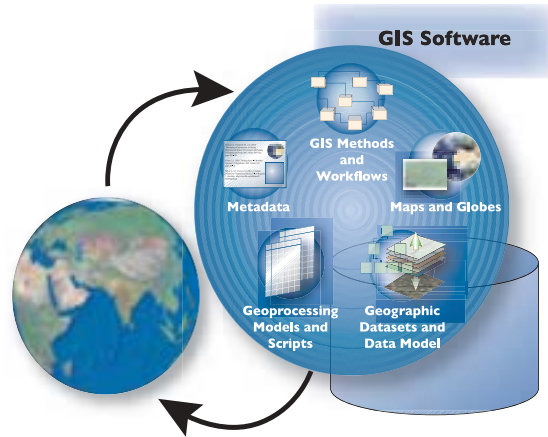 GIS Software
GIS Methods
and
Workflows
Metadata
Maps and Globes
Geoprocessing
Models and
Scripts
Geographic
Datasets and
Data Model